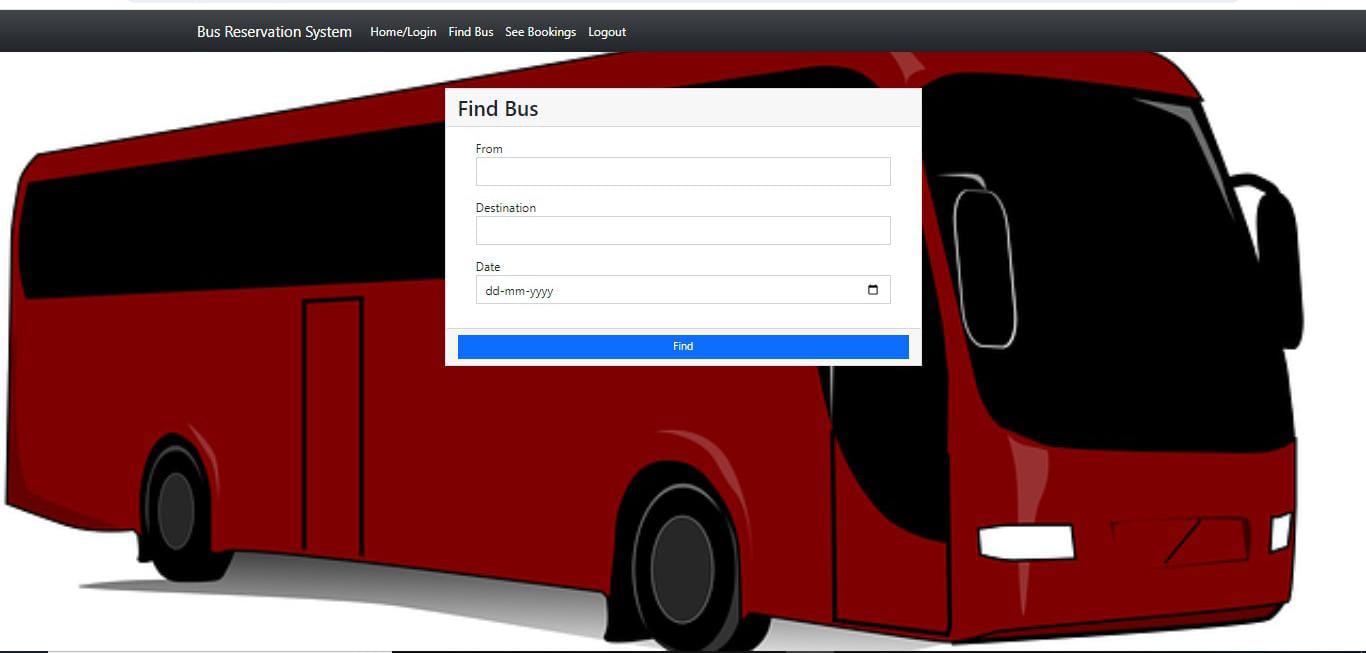 Bus Reservation System Home/Login Find Bus See Bookings Logout
Find Bus
From
Destination
Date
dd-mm-yyyy
Find